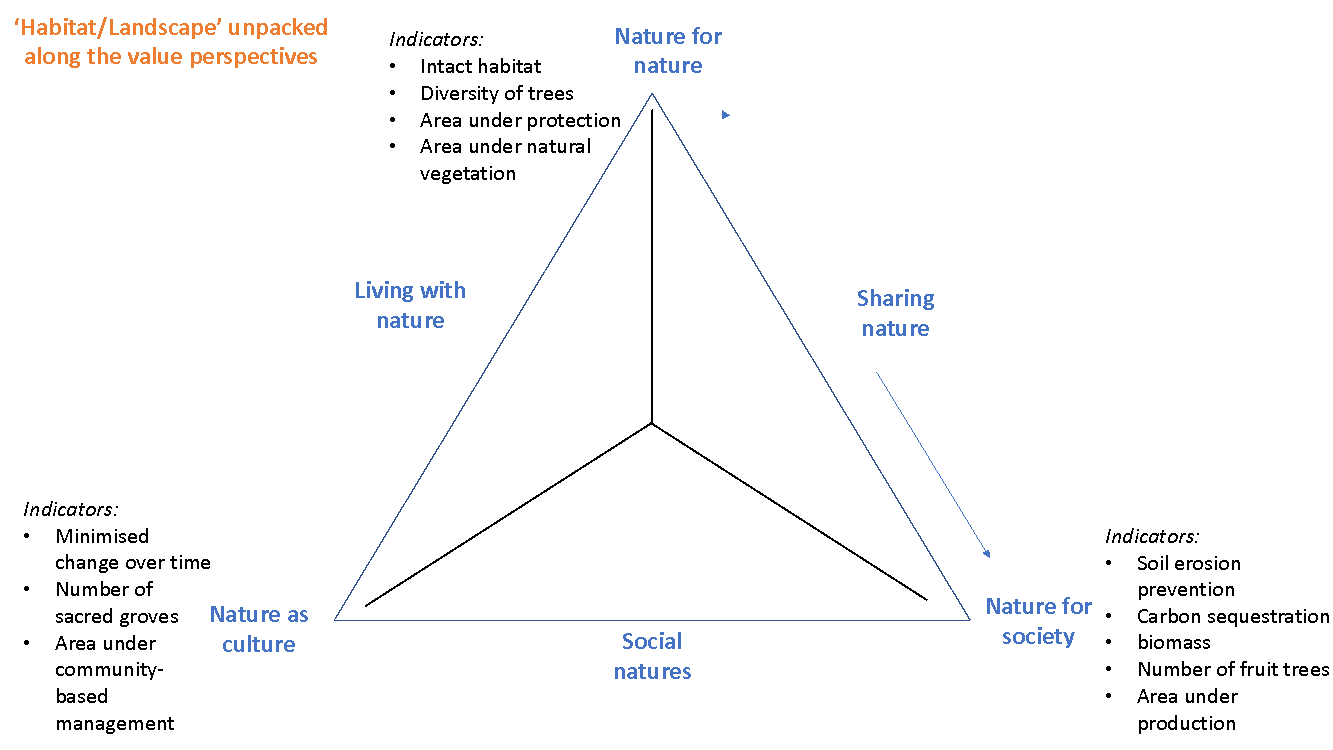 ‘Habitat/Landscape’ unpacked
along the value perspectives
Indicators:
• Intact habitat
• Diversity of trees
• Area under protection
• Area under natural
vegetation
Nature for
nature
Living with
nature
Sharing
nature
Indicators:
• Minimised
change over time
• Number of
sacred groves
• Area under
community-
based
management
Nature as
culture
Social
natures
Nature for
society
Indicators:
• Soil erosion
prevention
• Carbon sequestration
• biomass
• Number of fruit trees
• Area under
production